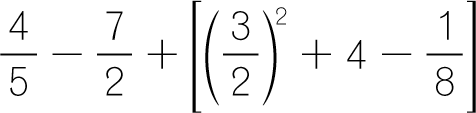 4/5 − 7/2 + [(3/2)² + 4 − 1/8]